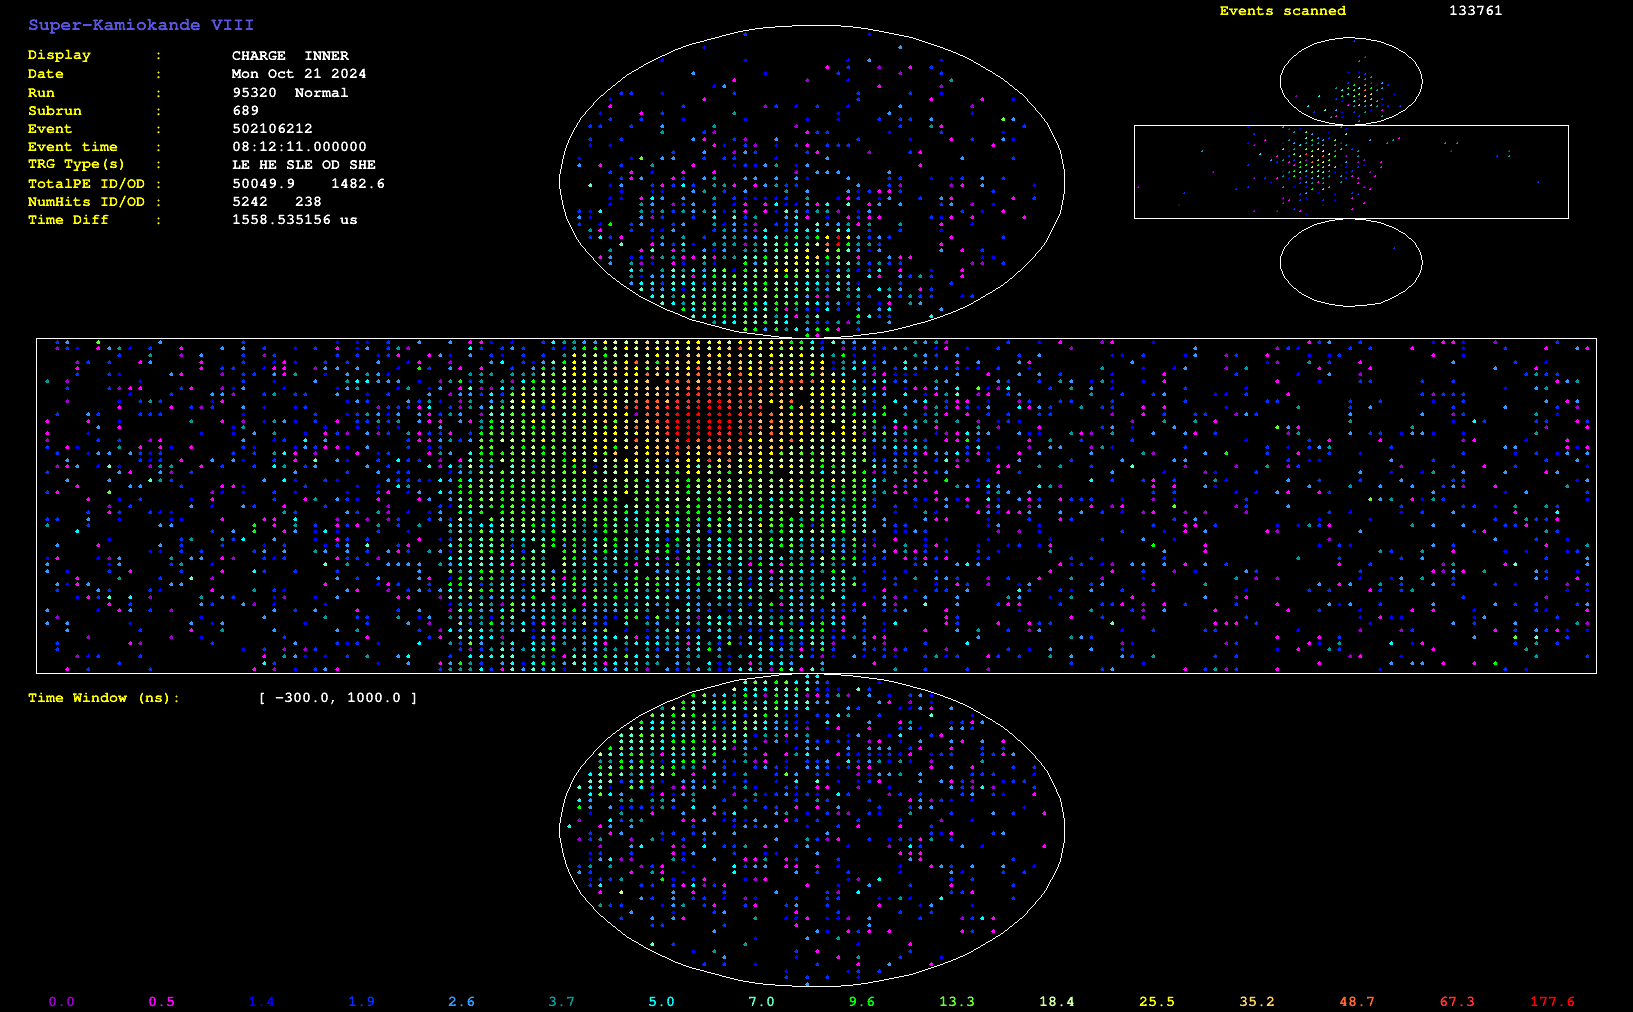 Super-Kamiokande VIII
Events scanned 133761
Display : CHARGE INNER
Date : Mon Oct 21 2024
Run : 95320 Normal
Subrun : 689
Event : 502106212
Event time : 08:12:11.000000
TRG Type(s) : LE HE SLE OD SHE
TotalPE ID/OD : 50049.9 1482.6
NumHits ID/OD : 5242 238
Time Diff : 1558.535156 us
Time Window (ns): [ −300.0, 1000.0 ]
0.0 0.5 1.4 1.9 2.6 3.7 5.0 7.0 9.6 13.3 18.4 25.5 35.2 48.7 67.3 177.6